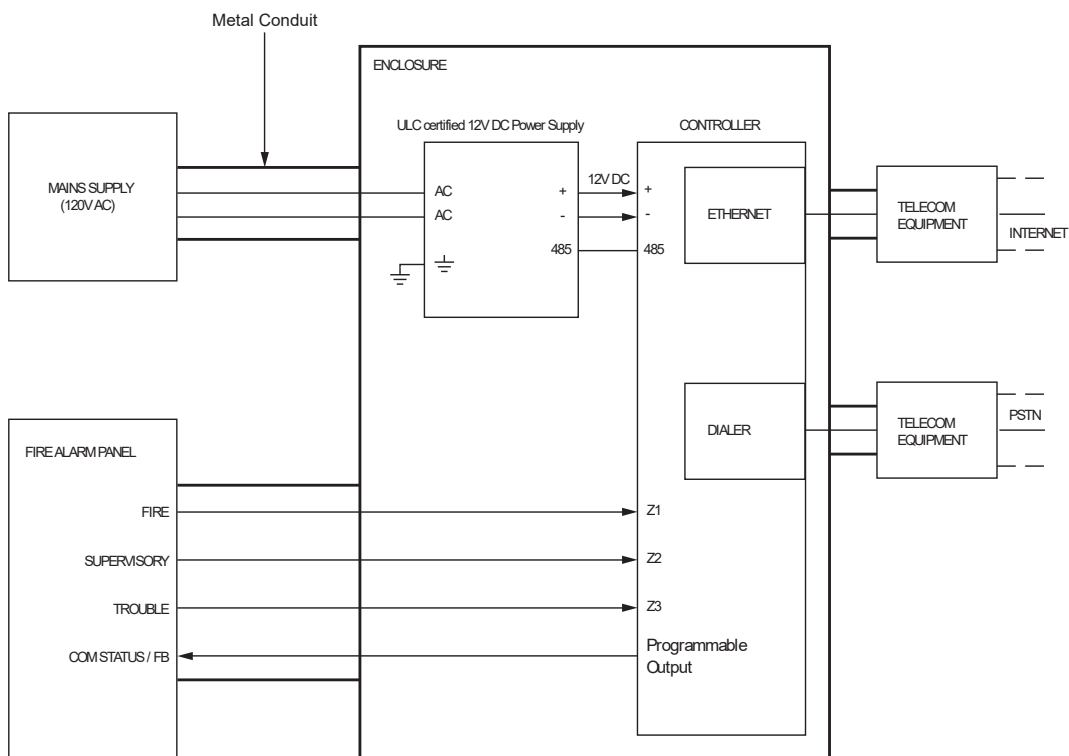 Metal Conduit
ENCLOSURE
ULC certified 12V DC Power Supply
CONTROLLER
MAINS SUPPLY
(120V AC)
AC
AC
+
-
485
12V DC
+
-
485
ETHERNET
TELECOM
EQUIPMENT
INTERNET
DIALER
TELECOM
EQUIPMENT
PSTN
FIRE ALARM PANEL
FIRE
Z1
SUPERVISORY
Z2
TROUBLE
Z3
COM STATUS / FB
Programmable
Output